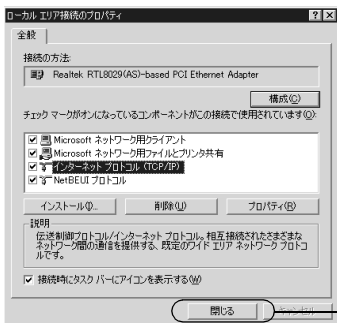 ローカル エリア接続のプロパティ
全般
接続の方法:
Realtek RTL8029(AS)-based PCI Ethernet Adapter
構成(C)
チェック マークがオンになっているコンポーネントがこの接続で使用されています(O):
Microsoft ネットワーク用クライアント
Microsoft ネットワーク用ファイルとプリンタ共有
インターネット プロトコル (TCP/IP)
NetBEUI プロトコル
インストール(I)...
削除(U)
プロパティ(R)
説明
伝送制御プロトコル/インターネット プロトコル。相互接続されたさまざまな
ネットワーク間の通信を提供する、既定のワイド エリア ネットワーク プロトコ
ルです。
接続時にタスク バーにアイコンを表示する(W)
閉じる
キャンセル